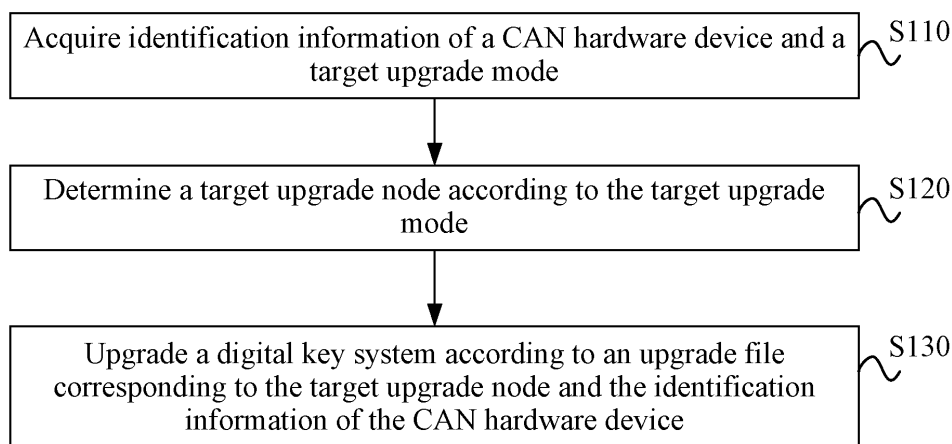 Acquire identification information of a CAN hardware device and a
target upgrade mode
S110
Determine a target upgrade node according to the target upgrade
mode
S120
Upgrade a digital key system according to an upgrade file
corresponding to the target upgrade node and the identification
information of the CAN hardware device
S130